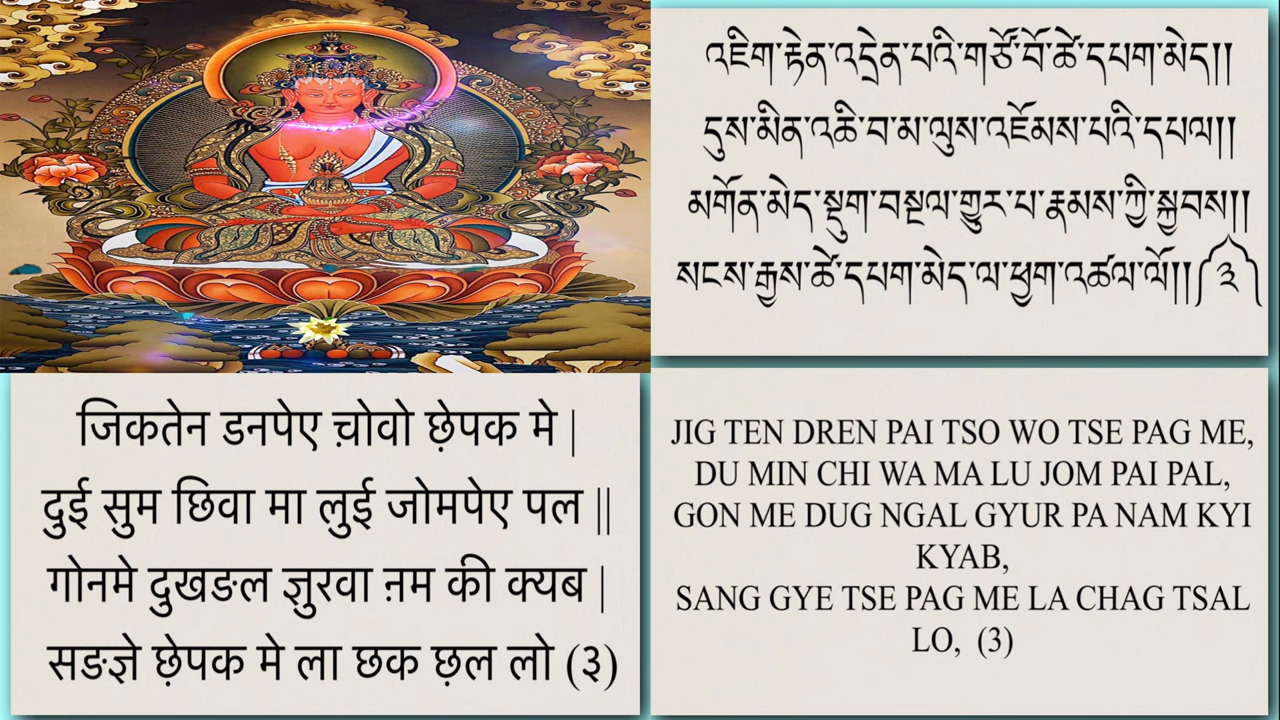 འཇིག་རྟེན་འདྲེན་པའི་གཙོ་བོ་ཚེ་དཔག་མེད།།
དུས་མིན་འཆི་བ་མ་ལུས་འཇོམས་པའི་དཔལ།།
མགོན་མེད་སྡུག་བསྔལ་གྱུར་པ་རྣམས་ཀྱི་སྐྱབས།།
སངས་རྒྱས་ཚེ་དཔག་མེད་ལ་ཕྱག་འཚལ་ལོ།།༼༣༽
जिकतेन डनपेए च़ोवो छ़ेपक मे |
दुई सुम छिवा मा लुई जोमपेए पल ||
गोनमे दुखङल ज्ञुरवा ऩम की क्यब |
सङज्ञे छ़ेपक मे ला छक छ़ल लो (३)
JIG TEN DREN PAI TSO WO TSE PAG ME,
DU MIN CHI WA MA LU JOM PAI PAL,
GON ME DUG NGAL GYUR PA NAM KYI
KYAB,
SANG GYE TSE PAG ME LA CHAG TSAL
LO, (3)